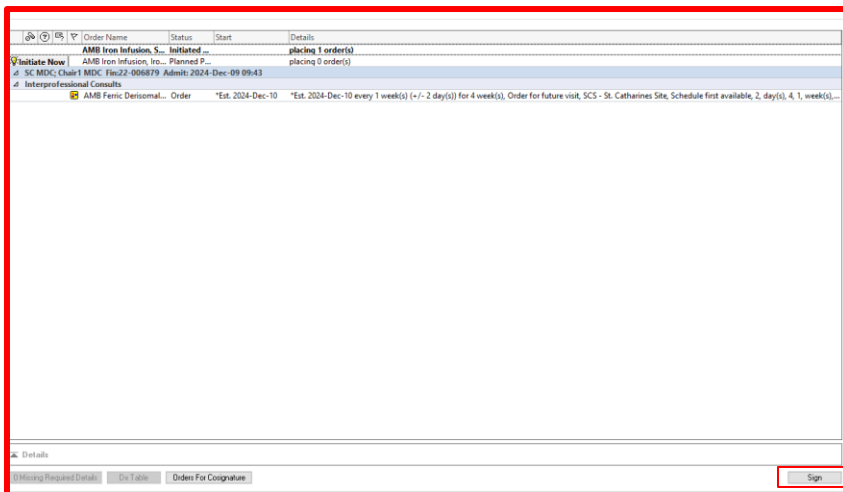 Order Name Status Start Details
AMB Iron Infusion, S... Initiated ... placing 1 order(s)
Initiate Now AMB Iron Infusion, Iro... Planned P... placing 0 order(s)
SC MDC; Chair1 MDC Fin:22-006879 Admit: 2024-Dec-09 09:43
Interprofessional Consults
AMB Ferric Derisomal... Order *Est. 2024-Dec-10 *Est. 2024-Dec-10 every 1 week(s) (+/- 2 day(s)) for 4 week(s), Order for future visit, SCS - St. Catharines Site, Schedule first available, 2, day(s), 4, 1, week(s),...
Details
0 Missing Required Details Dx Table Orders For Cosignature Sign